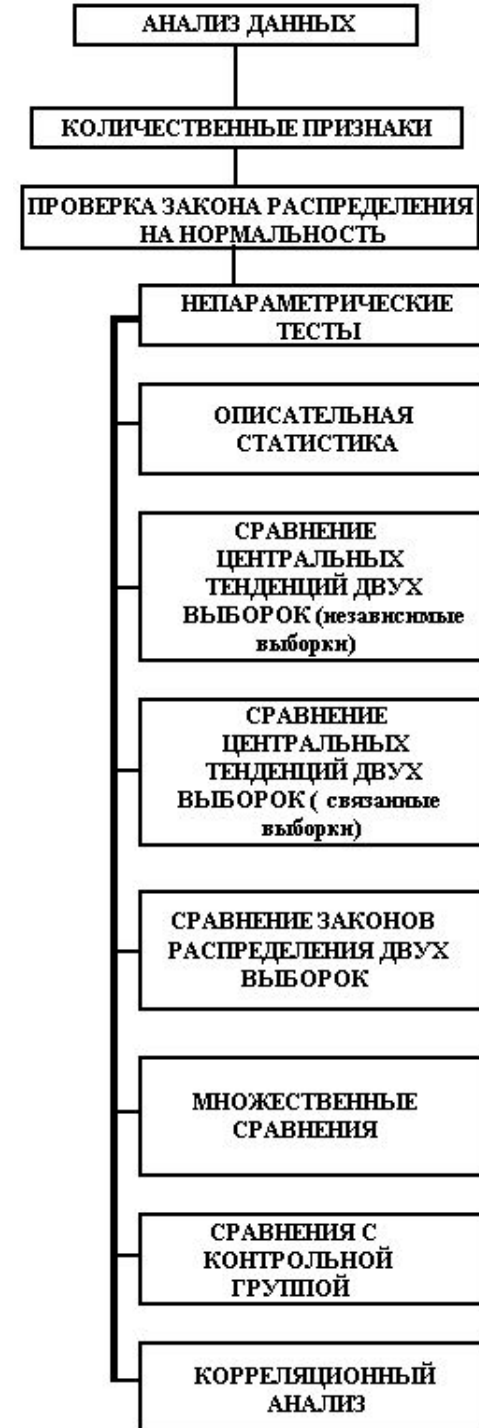 АНАЛИЗ ДАННЫХ
КОЛИЧЕСТВЕННЫЕ ПРИЗНАКИ
ПРОВЕРКА ЗАКОНА РАСПРЕДЕЛЕНИЯ
НА НОРМАЛЬНОСТЬ
НЕПАРАМЕТРИЧЕСКИЕ
ТЕСТЫ
ОПИСАТЕЛЬНАЯ
СТАТИСТИКА
СРАВНЕНИЕ
ЦЕНТРАЛЬНЫХ
ТЕНДЕНЦИЙ ДВУХ
ВЫБОРОК (независимые
выборки)
СРАВНЕНИЕ
ЦЕНТРАЛЬНЫХ
ТЕНДЕНЦИЙ ДВУХ
ВЫБОРОК ( связанные
выборки)
СРАВНЕНИЕ ЗАКОНОВ
РАСПРЕДЕЛЕНИЯ ДВУХ
ВЫБОРОК
МНОЖЕСТВЕННЫЕ
СРАВНЕНИЯ
СРАВНЕНИЯ С
КОНТРОЛЬНОЙ
ГРУППОЙ
КОРРЕЛЯЦИОННЫЙ
АНАЛИЗ